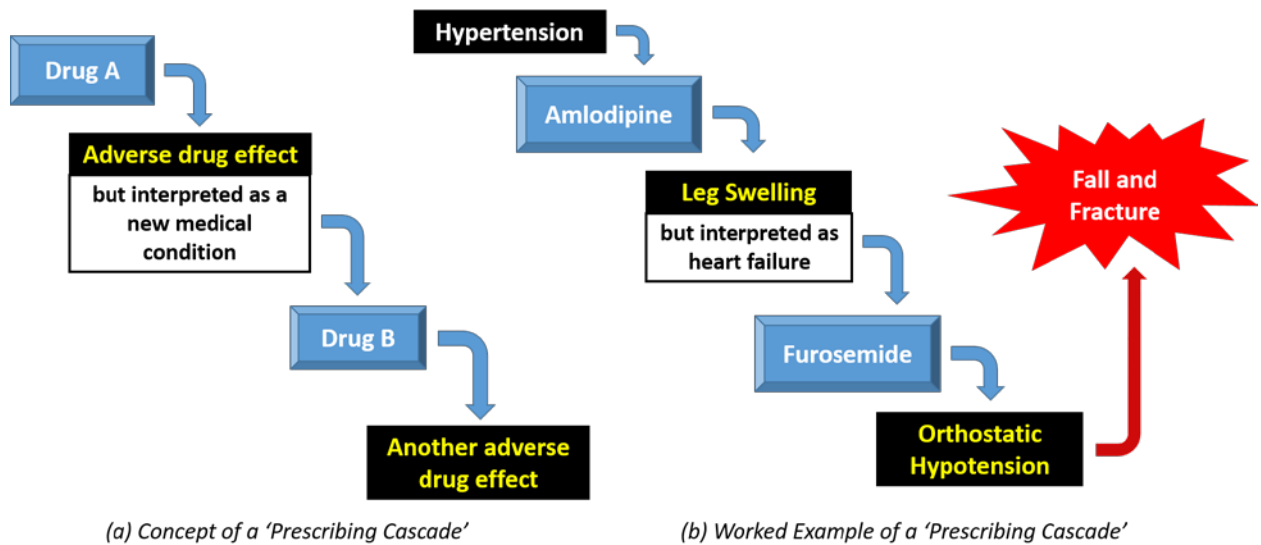 Drug A
Adverse drug effect
but interpreted as a
new medical
condition
Drug B
Another adverse
drug effect
(a) Concept of a ‘Prescribing Cascade’
Hypertension
Amlodipine
Leg Swelling
but interpreted as
heart failure
Furosemide
Orthostatic
Hypotension
Fall and
Fracture
(b) Worked Example of a ‘Prescribing Cascade’